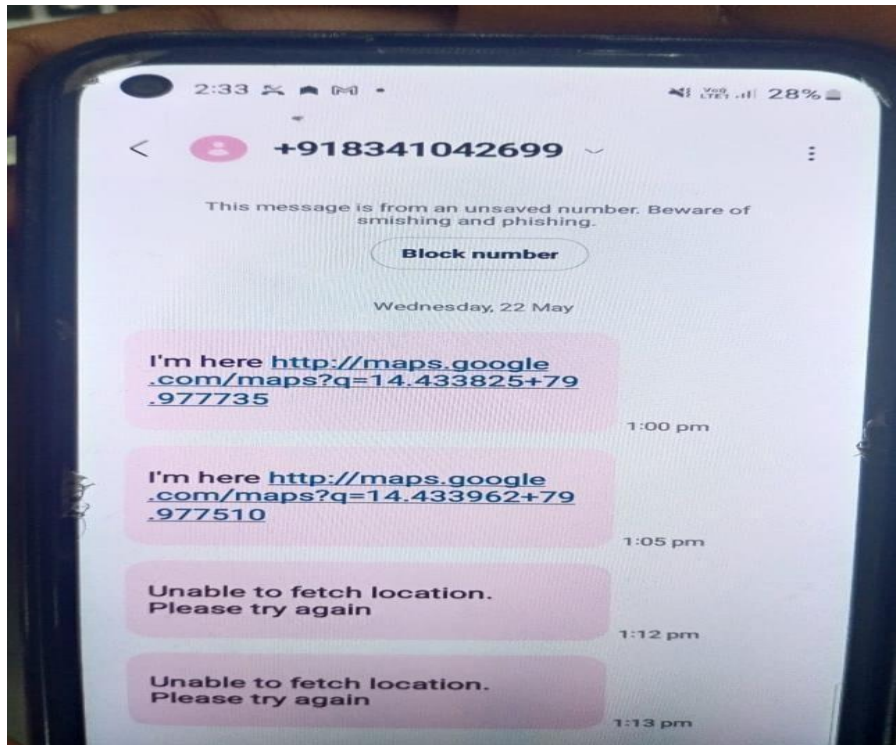 2:33
28%
+918341042699
This message is from an unsaved number. Beware of
smishing and phishing.
Block number
Wednesday, 22 May
I'm here http://maps.google
.com/maps?q=14.433825+79
.977735
1:00 pm
I'm here http://maps.google
.com/maps?q=14.433962+79
.977510
1:05 pm
Unable to fetch location.
Please try again
1:12 pm
Unable to fetch location.
Please try again
1:13 pm